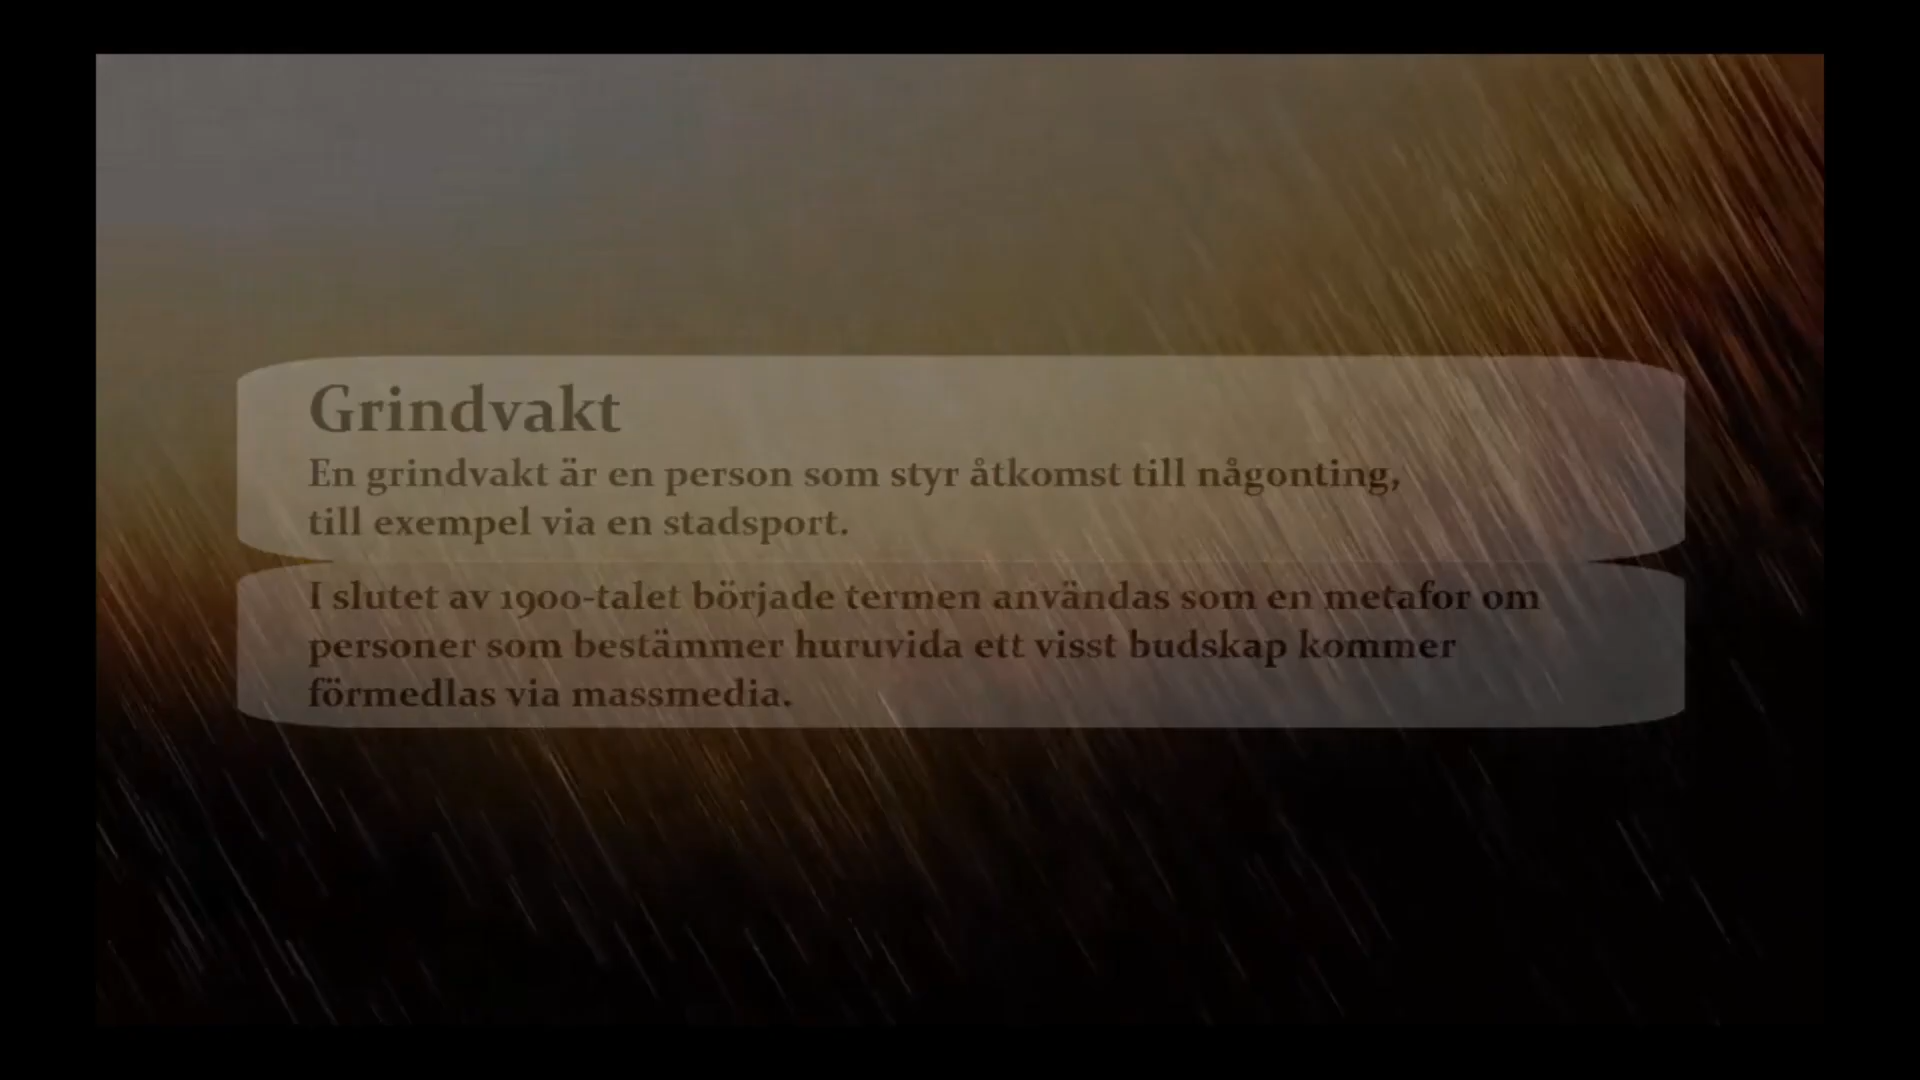 Grindvakt
En grindvakt är en person som styr åtkomst till någonting,
till exempel via en stadsport.
I slutet av 1900-talet började termen användas som en metafor om
personer som bestämmer huruvida ett visst budskap kommer
förmedlas via massmedia.